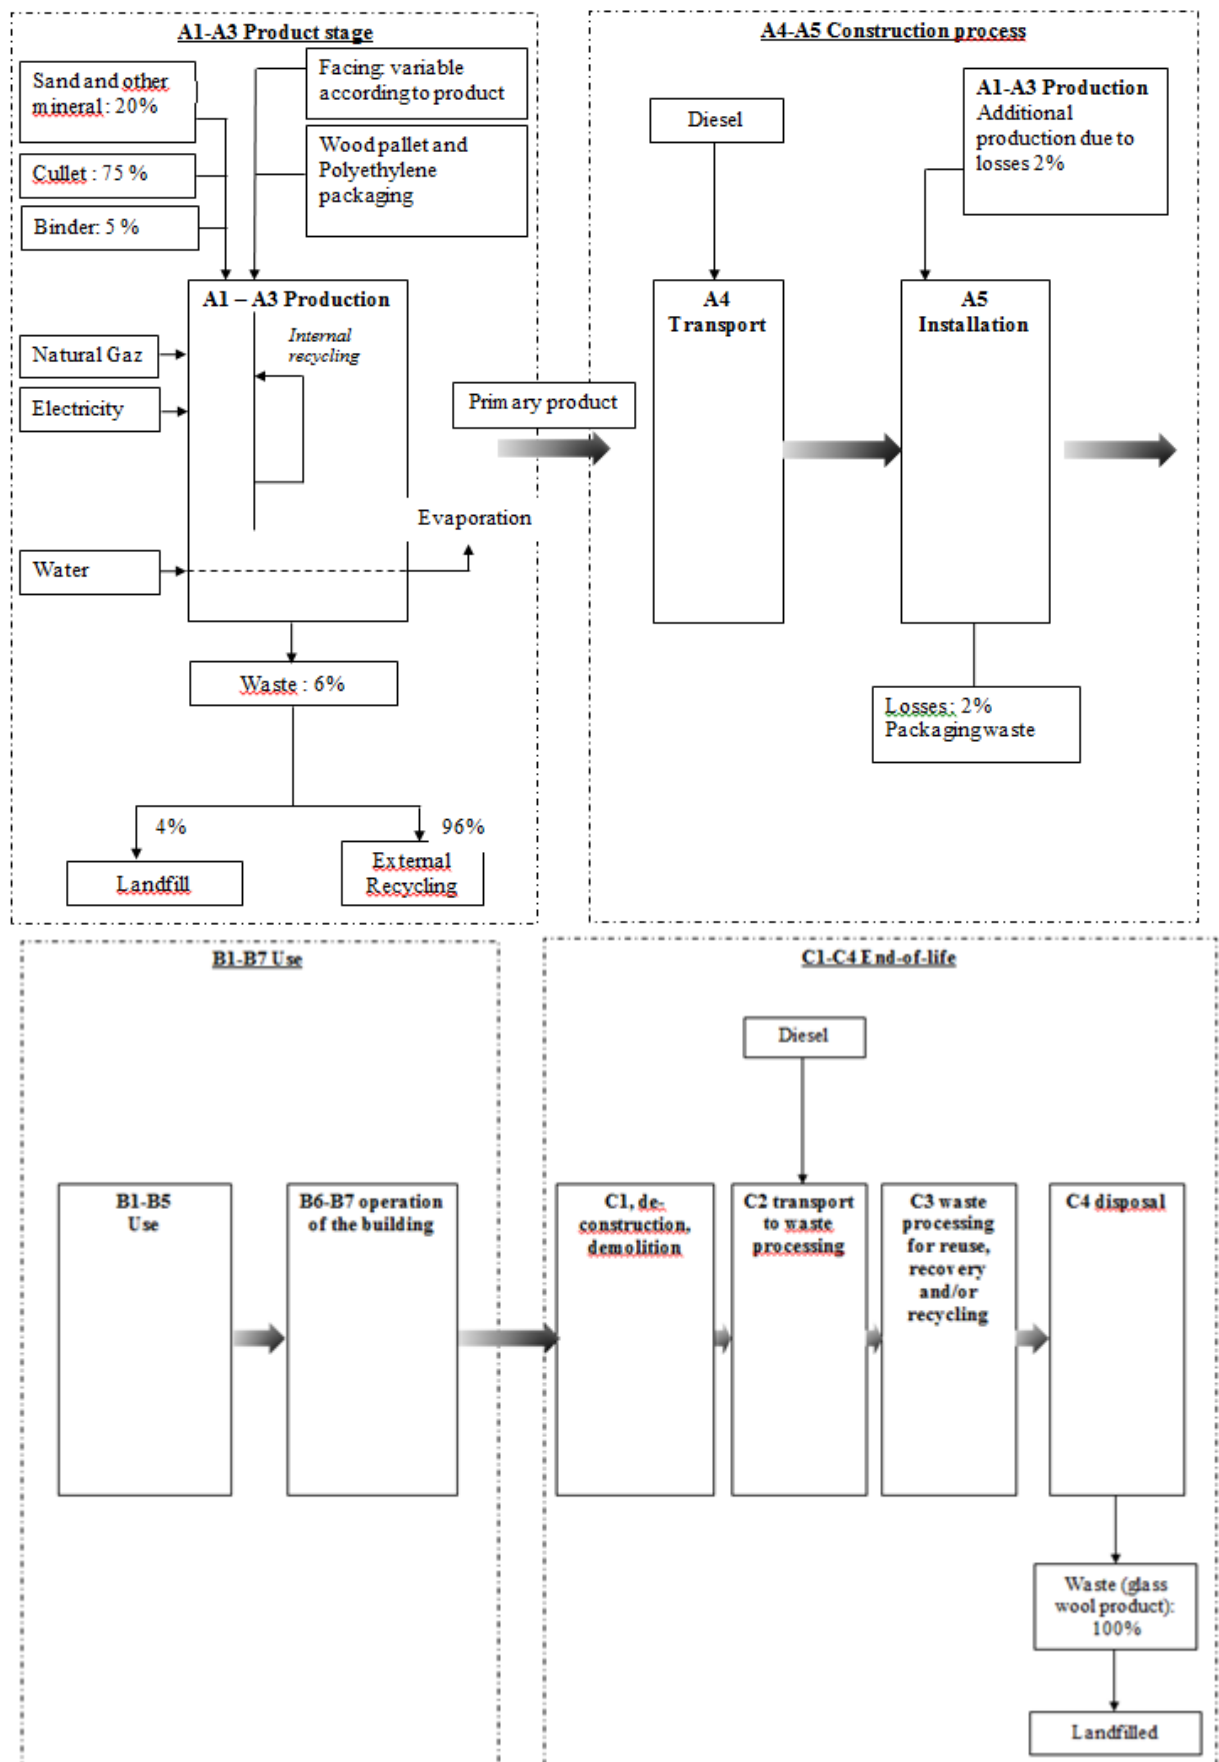 A1-A3 Product stage
Sand and other
mineral : 20%
Cullet : 75 %
Binder: 5 %
Facing: variable
according to product
Wood pallet and
Polyethylene
packaging
A1 – A3 Production
Internal
recycling
Natural Gaz
Electricity
Water
Evaporation
Primary product
Waste : 6%
4%
96%
Landfill
External
Recycling
A4-A5 Construction process
Diesel
A1-A3 Production
Additional
production due to
losses 2%
A4
Transport
A5
Installation
Losses: 2%
Packaging waste
B1-B7 Use
B1-B5
Use
B6-B7 operation
of the building
C1-C4 End-of-life
Diesel
C1, de-
construction,
demolition
C2 transport
to waste
processing
C3 waste
processing
for reuse,
recovery
and/or
recycling
C4 disposal
Waste (glass
wool product):
100%
Landfilled